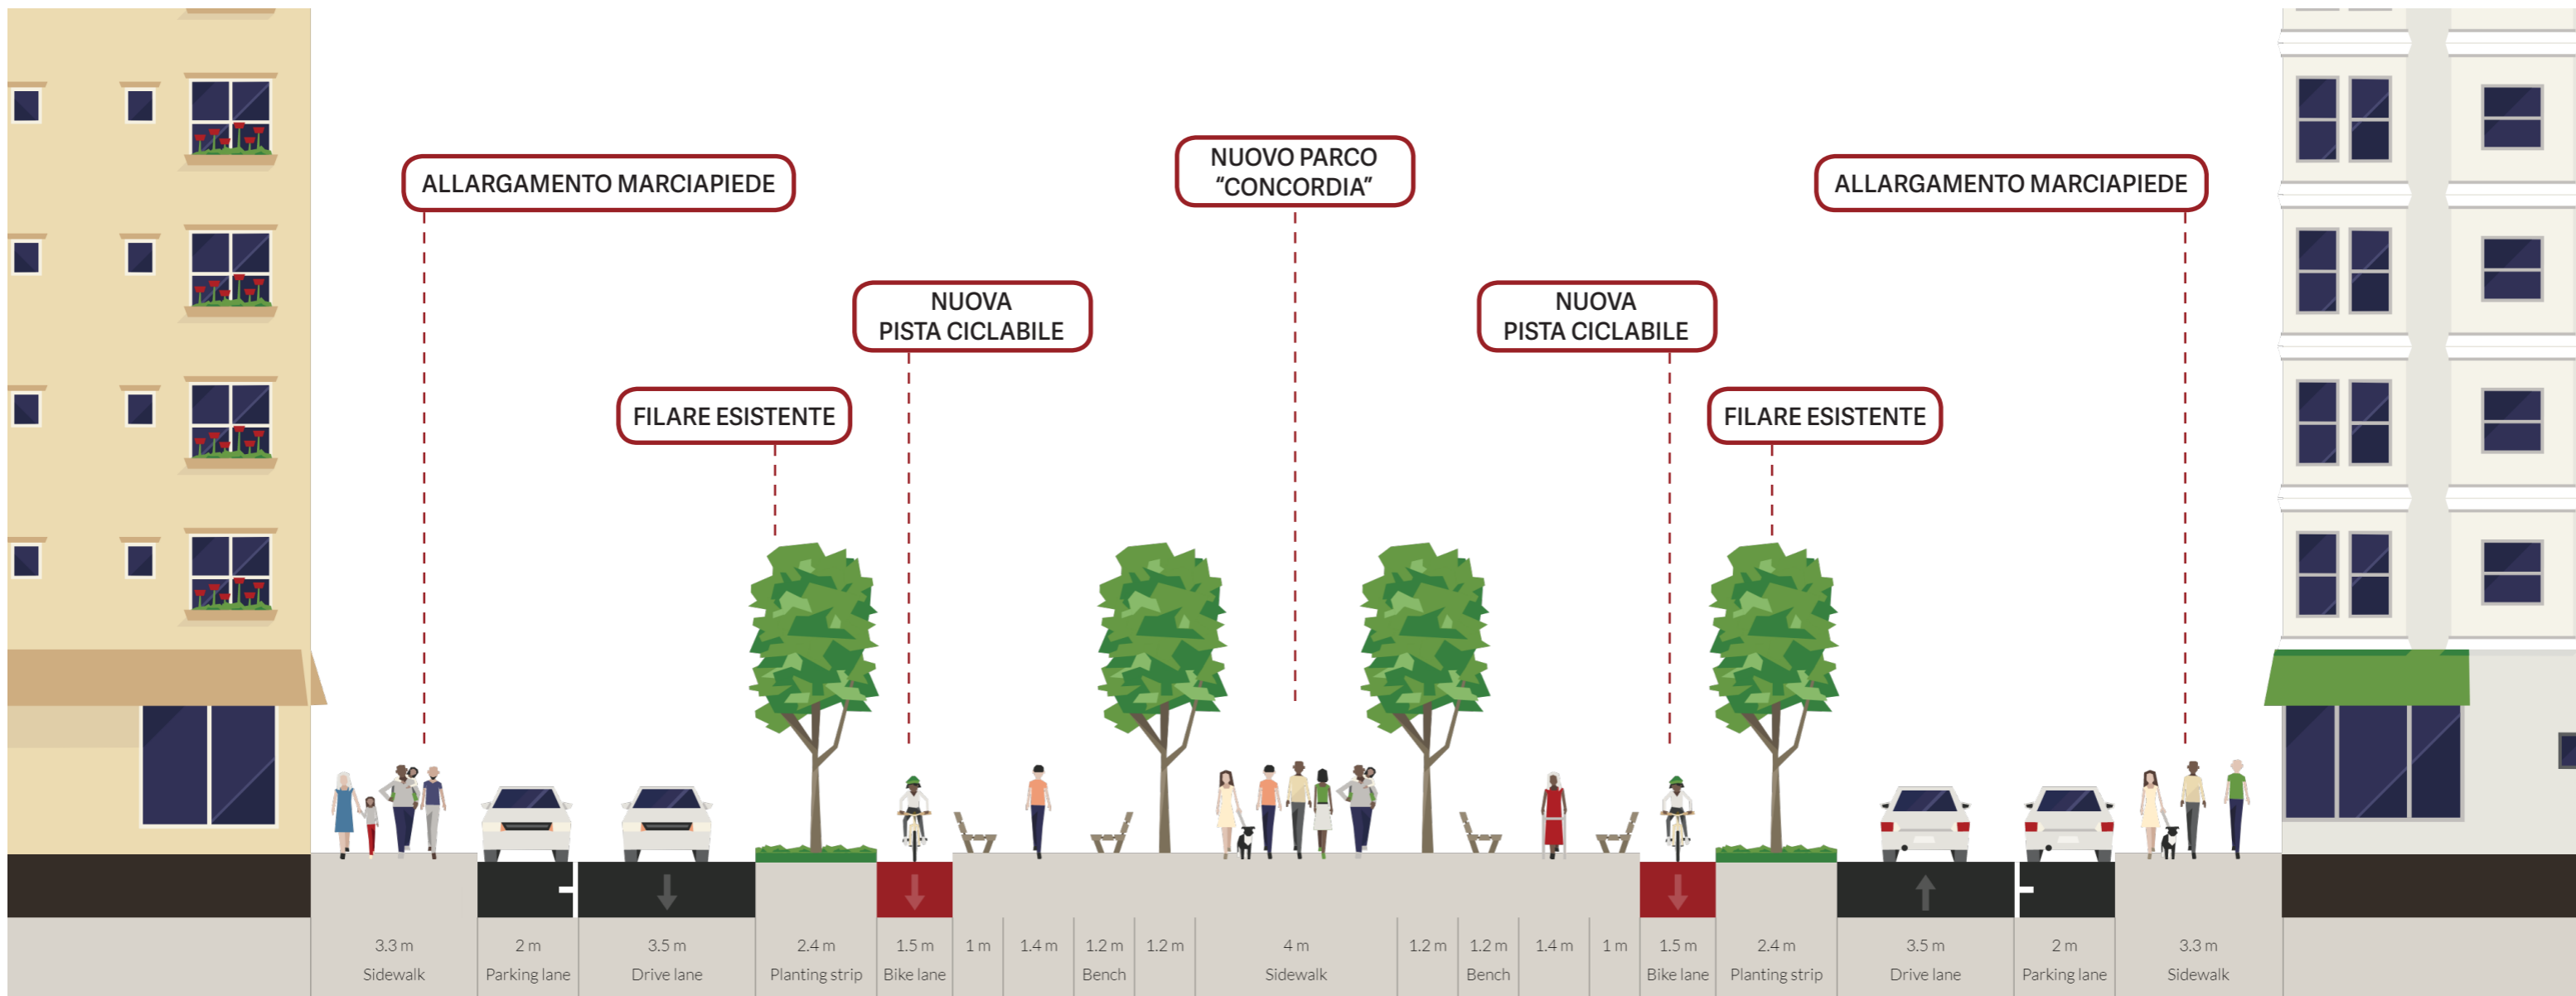 NUOVO PARCO
“CONCORDIA”
ALLARGAMENTO MARCIAPIEDE
ALLARGAMENTO MARCIAPIEDE
NUOVA
PISTA CICLABILE
NUOVA
PISTA CICLABILE
FILARE ESISTENTE
FILARE ESISTENTE
3.3 m
Sidewalk
2 m
Parking lane
3.5 m
Drive lane
2.4 m
Planting strip
1.5 m
Bike lane
1 m
1.4 m
1.2 m
Bench
1.2 m
4 m
Sidewalk
1.2 m
1.2 m
Bench
1.4 m
1 m
1.5 m
Bike lane
2.4 m
Planting strip
3.5 m
Drive lane
2 m
Parking lane
3.3 m
Sidewalk